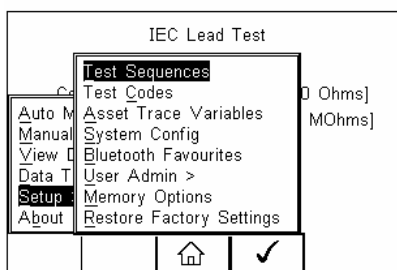 IEC Lead Test
Test Sequences
Test Codes
0 Ohms]
Auto M
Asset Trace Variables
MOhms]
Manual
System Config
View D
Bluetooth Favourites
Data T
User Admin >
Setup
Memory Options
About
Restore Factory Settings